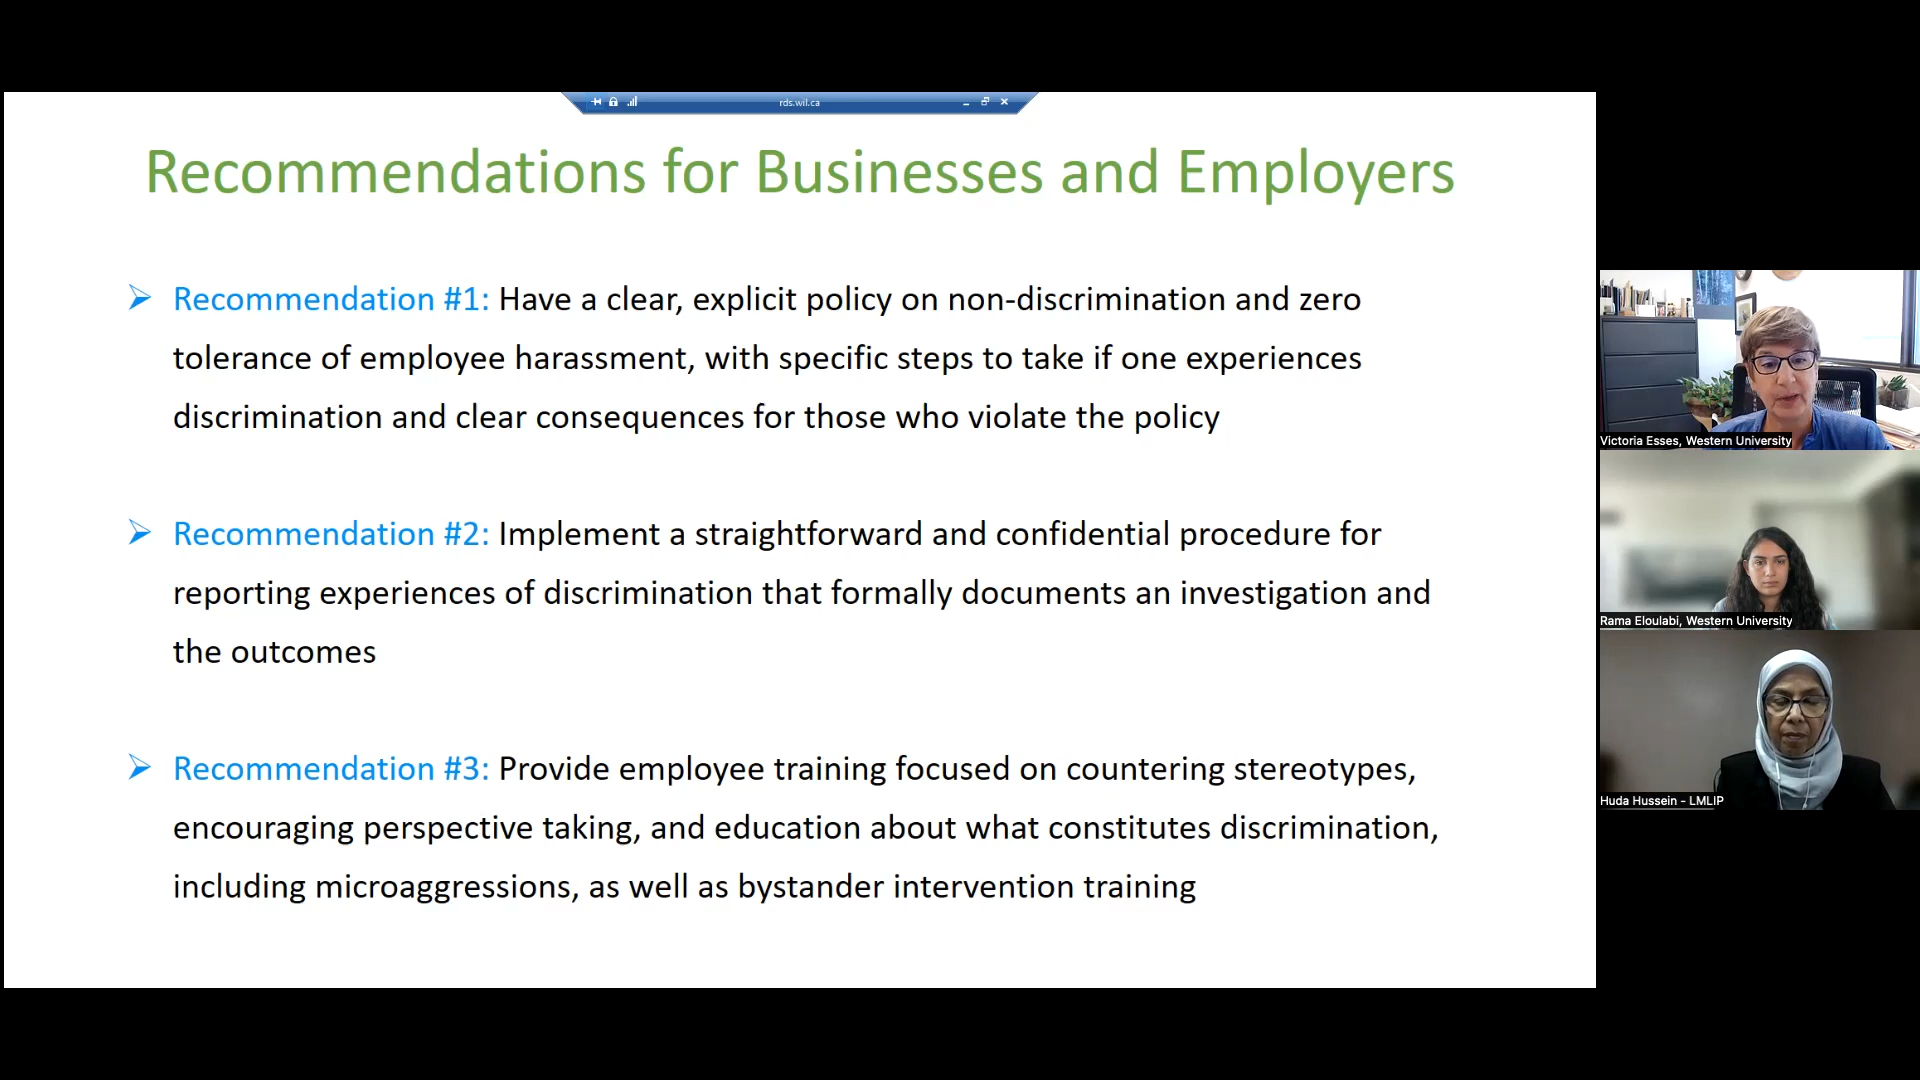 rds.wil.ca
Recommendations for Businesses and Employers
Recommendation #1: Have a clear, explicit policy on non-discrimination and zero
tolerance of employee harassment, with specific steps to take if one experiences
discrimination and clear consequences for those who violate the policy
Recommendation #2: Implement a straightforward and confidential procedure for
reporting experiences of discrimination that formally documents an investigation and
the outcomes
Recommendation #3: Provide employee training focused on countering stereotypes,
encouraging perspective taking, and education about what constitutes discrimination,
including microaggressions, as well as bystander intervention training
Victoria Esses, Western University
Rama Eloulabi, Western University
Huda Hussein - LMLIP